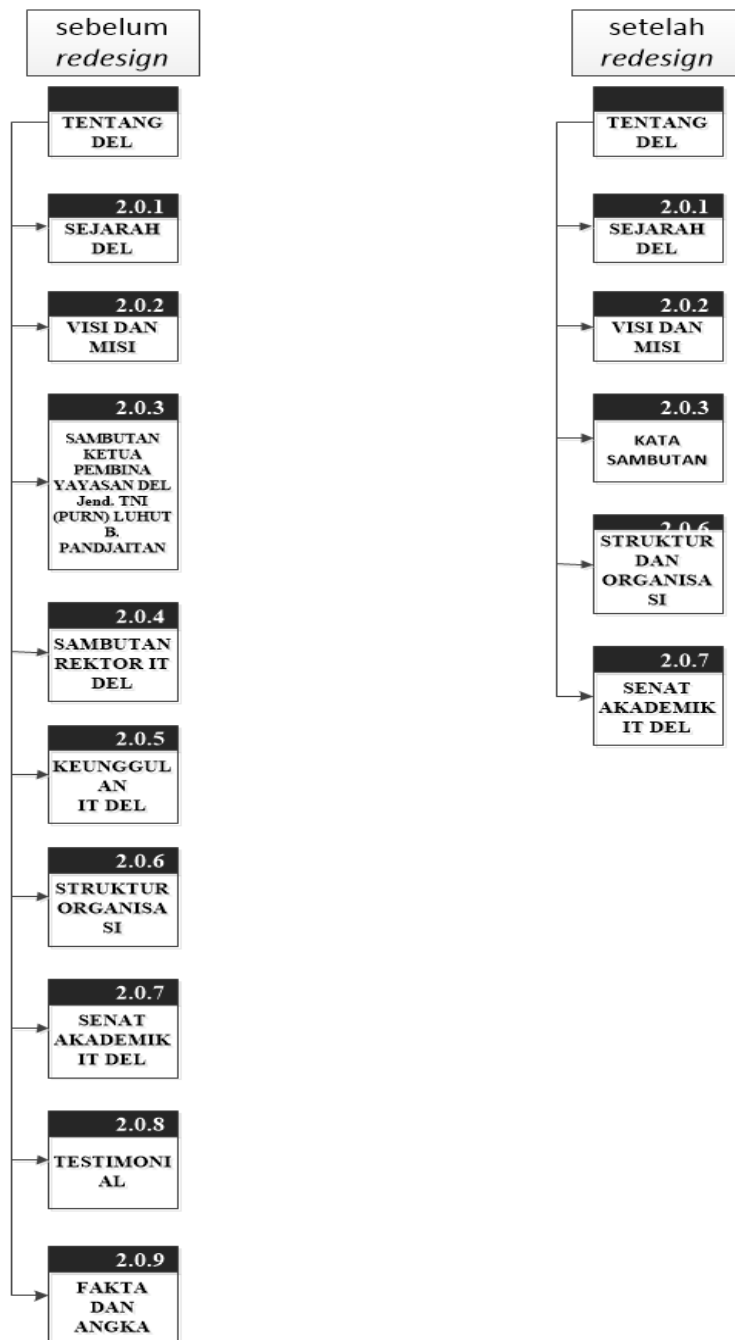 sebelum
redesign
TENTANG
DEL
2.0.1
SEJARAH
DEL
2.0.2
VISI DAN
MISI
2.0.3
SAMBUTAN
KETUA
PEMBINA
YAYASAN DEL
Jend. TNI
(PURN) LUHUT
B.
PANDJAITAN
2.0.4
SAMBUTAN
REKTOR IT
DEL
2.0.5
KEUNGGUL
AN
IT DEL
2.0.6
STRUKTUR
ORGANISA
SI
2.0.7
SENAT
AKADEMIK
IT DEL
2.0.8
TESTIMONI
AL
2.0.9
FAKTA
DAN
ANGKA
setelah
redesign
TENTANG
DEL
2.0.1
SEJARAH
DEL
2.0.2
VISI DAN
MISI
2.0.3
KATA
SAMBUTAN
2.0.6
STRUKTUR
DAN
ORGANISA
SI
2.0.7
SENAT
AKADEMIK
IT DEL